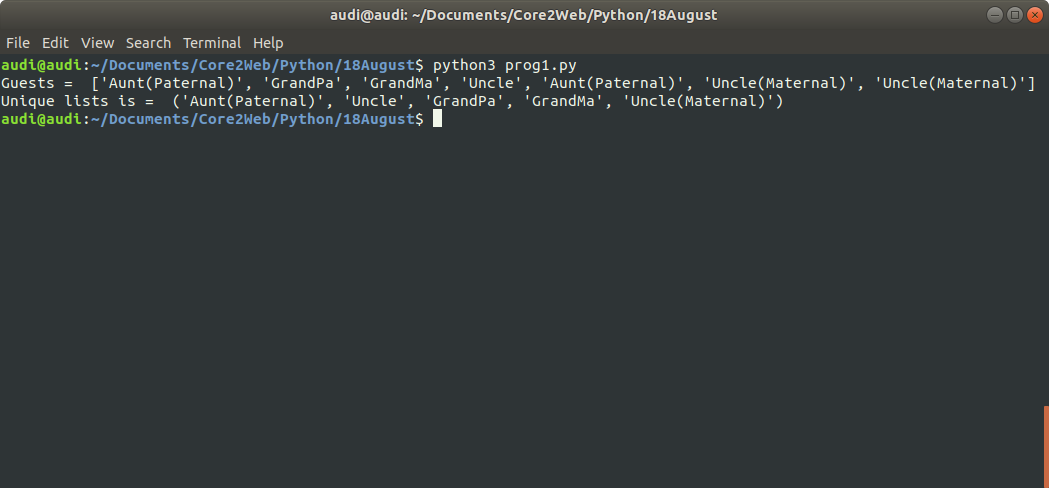 audi@audi: ~/Documents/Core2Web/Python/18August
File Edit View Search Terminal Help
audi@audi:~/Documents/Core2Web/Python/18August$ python3 prog1.py
Guests =  ['Aunt(Paternal)', 'GrandPa', 'GrandMa', 'Uncle', 'Aunt(Paternal)', 'Uncle(Maternal)', 'Uncle(Maternal)']
Unique lists is =  ('Aunt(Paternal)', 'Uncle', 'GrandPa', 'GrandMa', 'Uncle(Maternal)')
audi@audi:~/Documents/Core2Web/Python/18August$